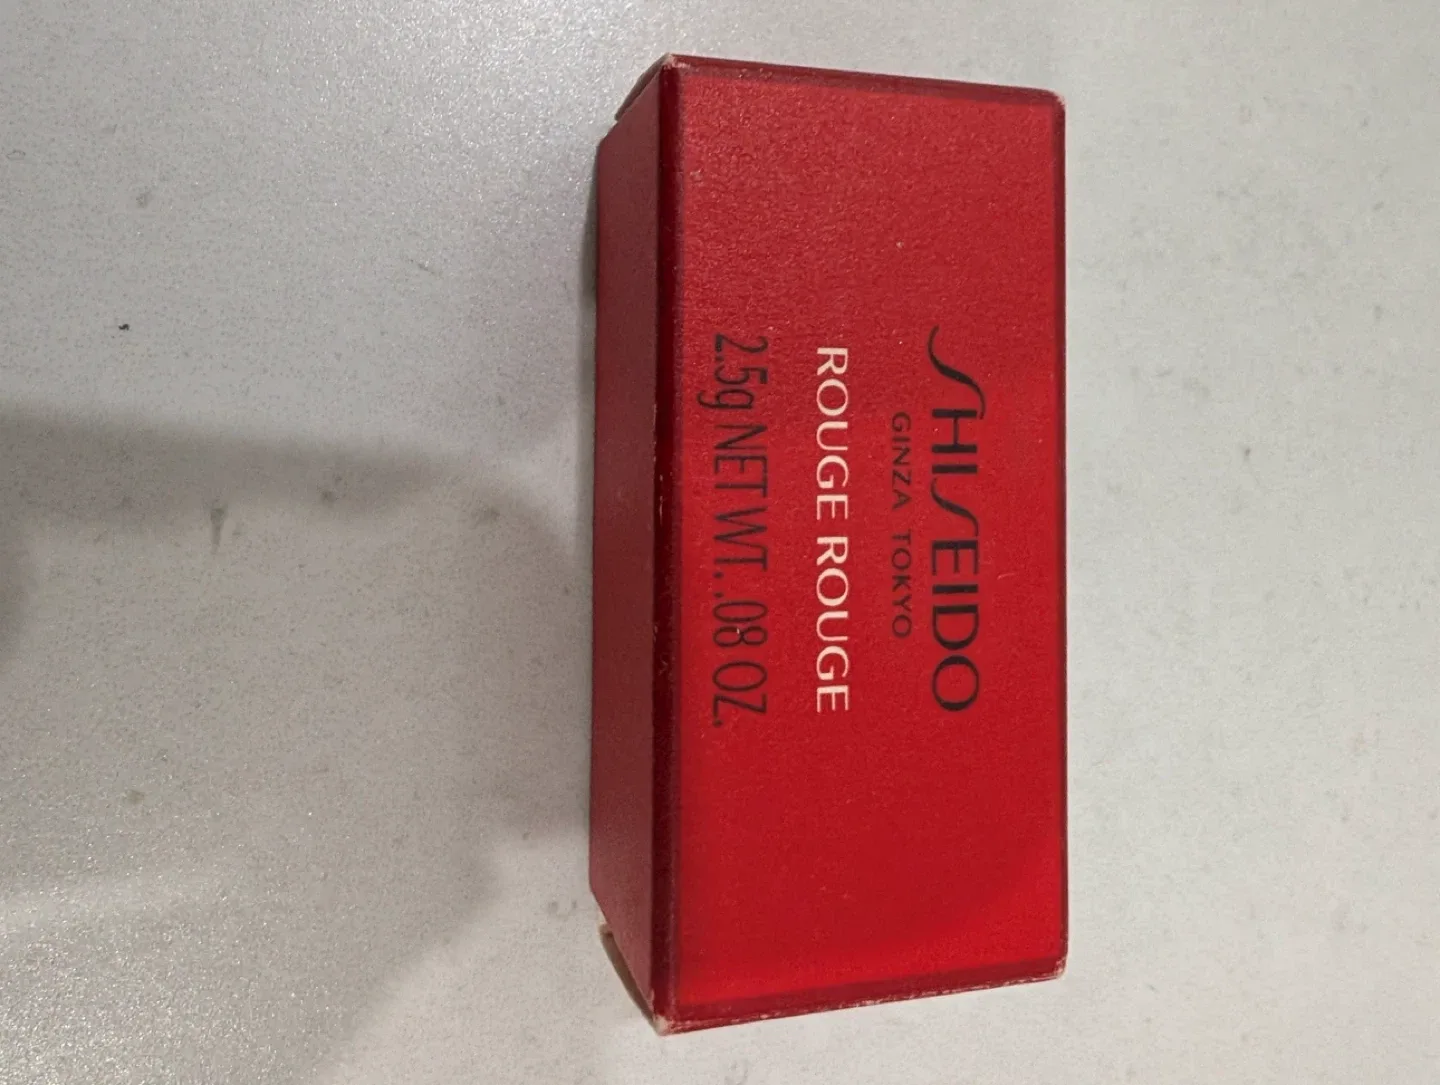 SHISEIDO
GINZA TOKYO
ROUGE ROUGE
2.5g NET WT. .08 OZ.